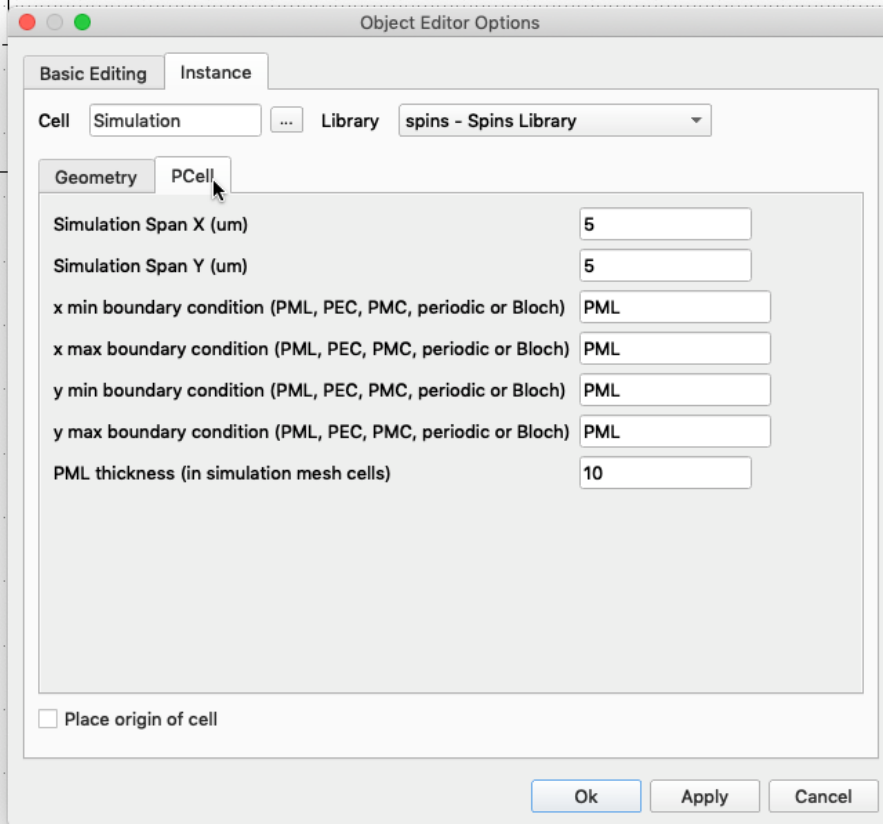 Object Editor Options
Basic Editing Instance
Cell Simulation ... Library spins - Spins Library
Geometry PCell
Simulation Span X (um) 5
Simulation Span Y (um) 5
x min boundary condition (PML, PEC, PMC, periodic or Bloch) PML
x max boundary condition (PML, PEC, PMC, periodic or Bloch) PML
y min boundary condition (PML, PEC, PMC, periodic or Bloch) PML
y max boundary condition (PML, PEC, PMC, periodic or Bloch) PML
PML thickness (in simulation mesh cells) 10
Place origin of cell
Ok Apply Cancel